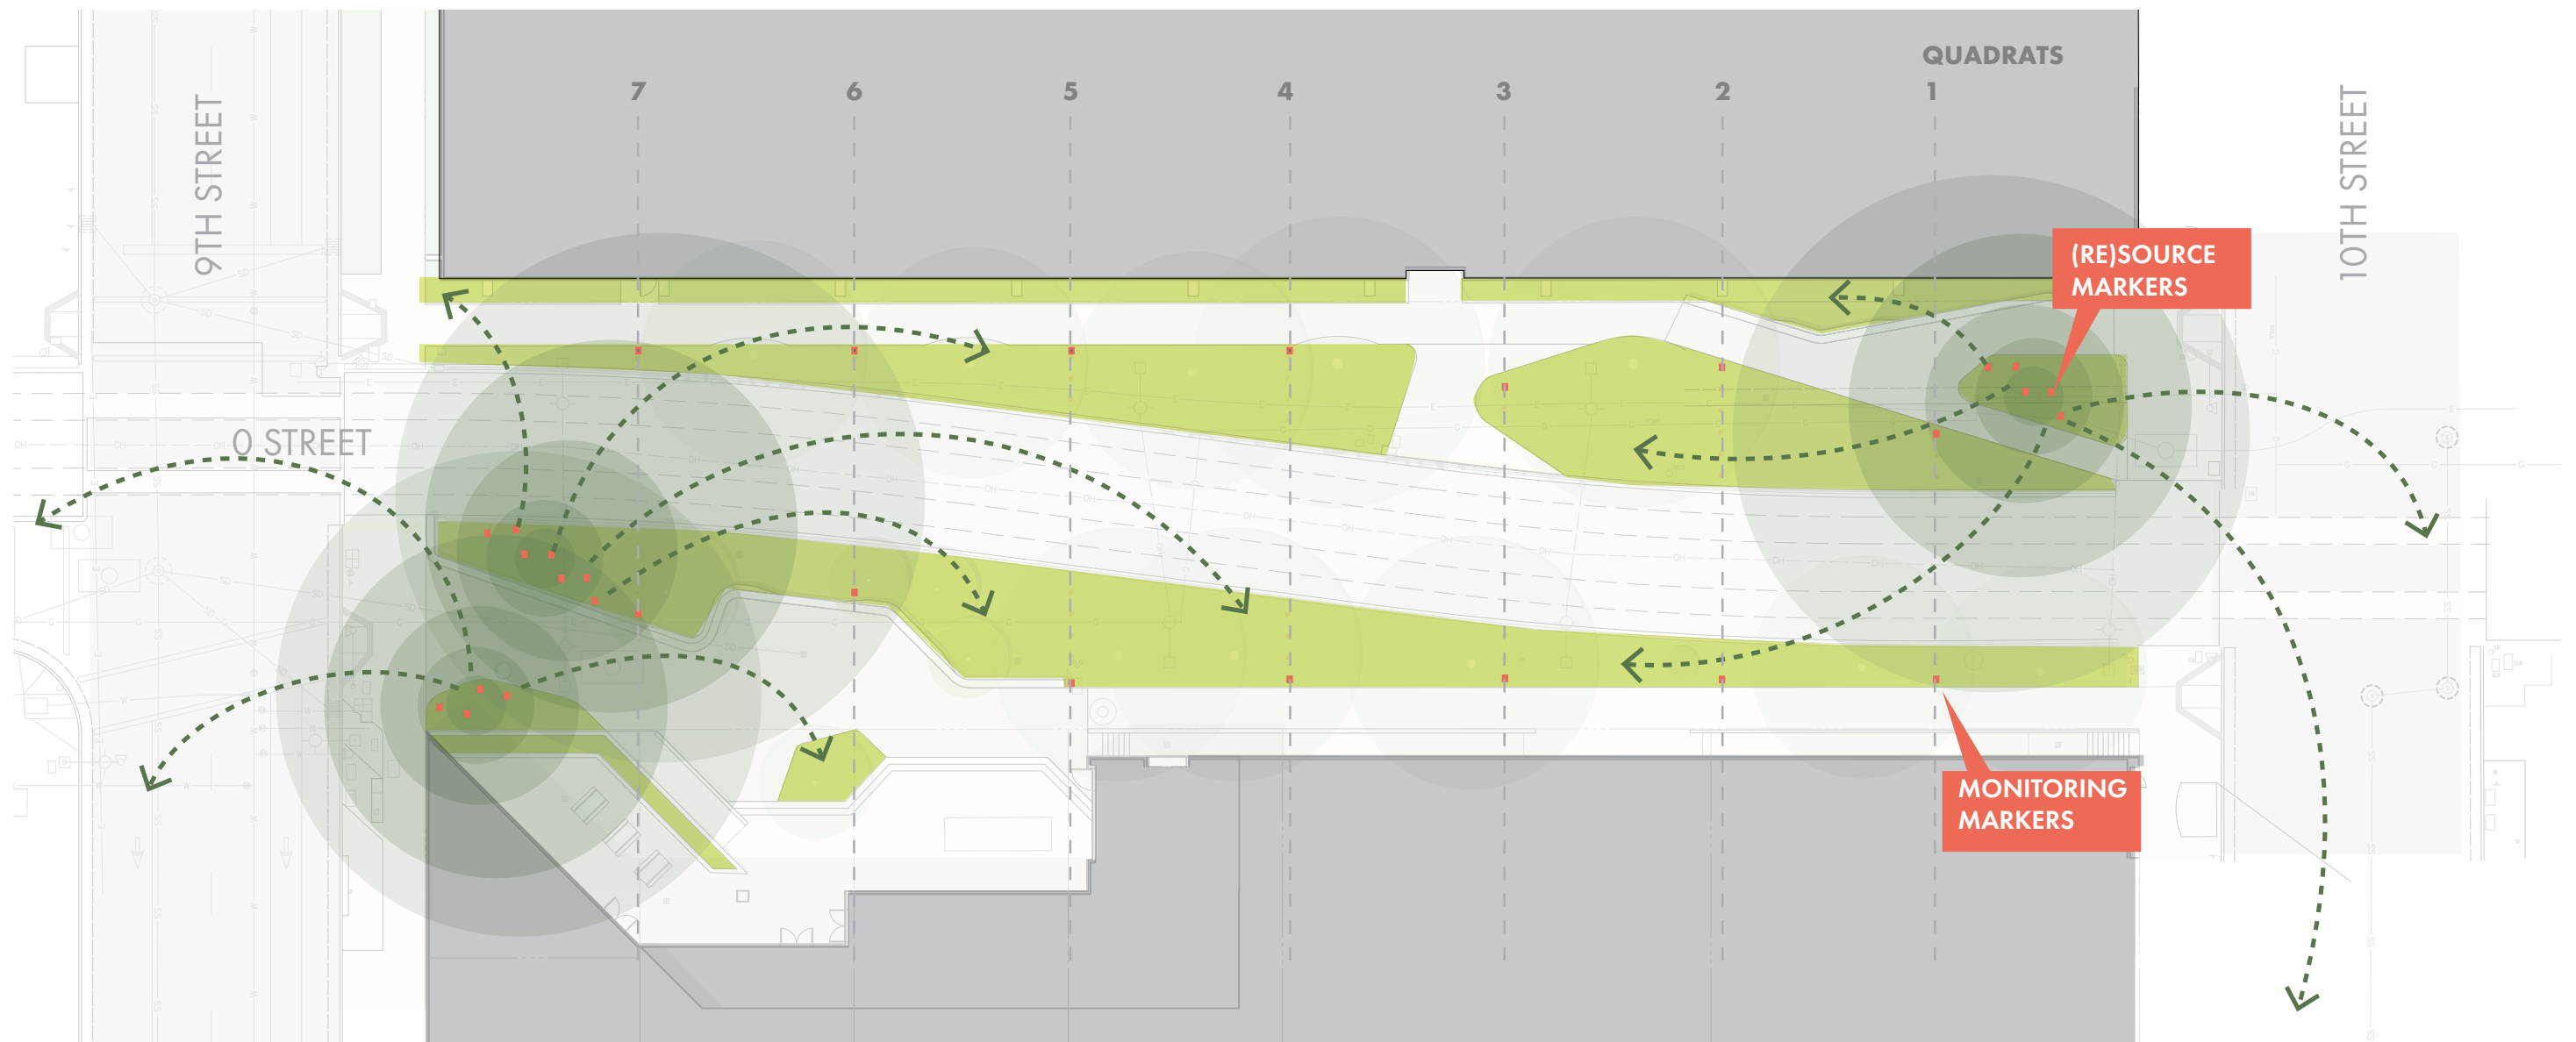 QUADRATS
7 6 5 4 3 2 1
9TH STREET
10TH STREET
(RE)SOURCE
MARKERS
O STREET
MONITORING
MARKERS